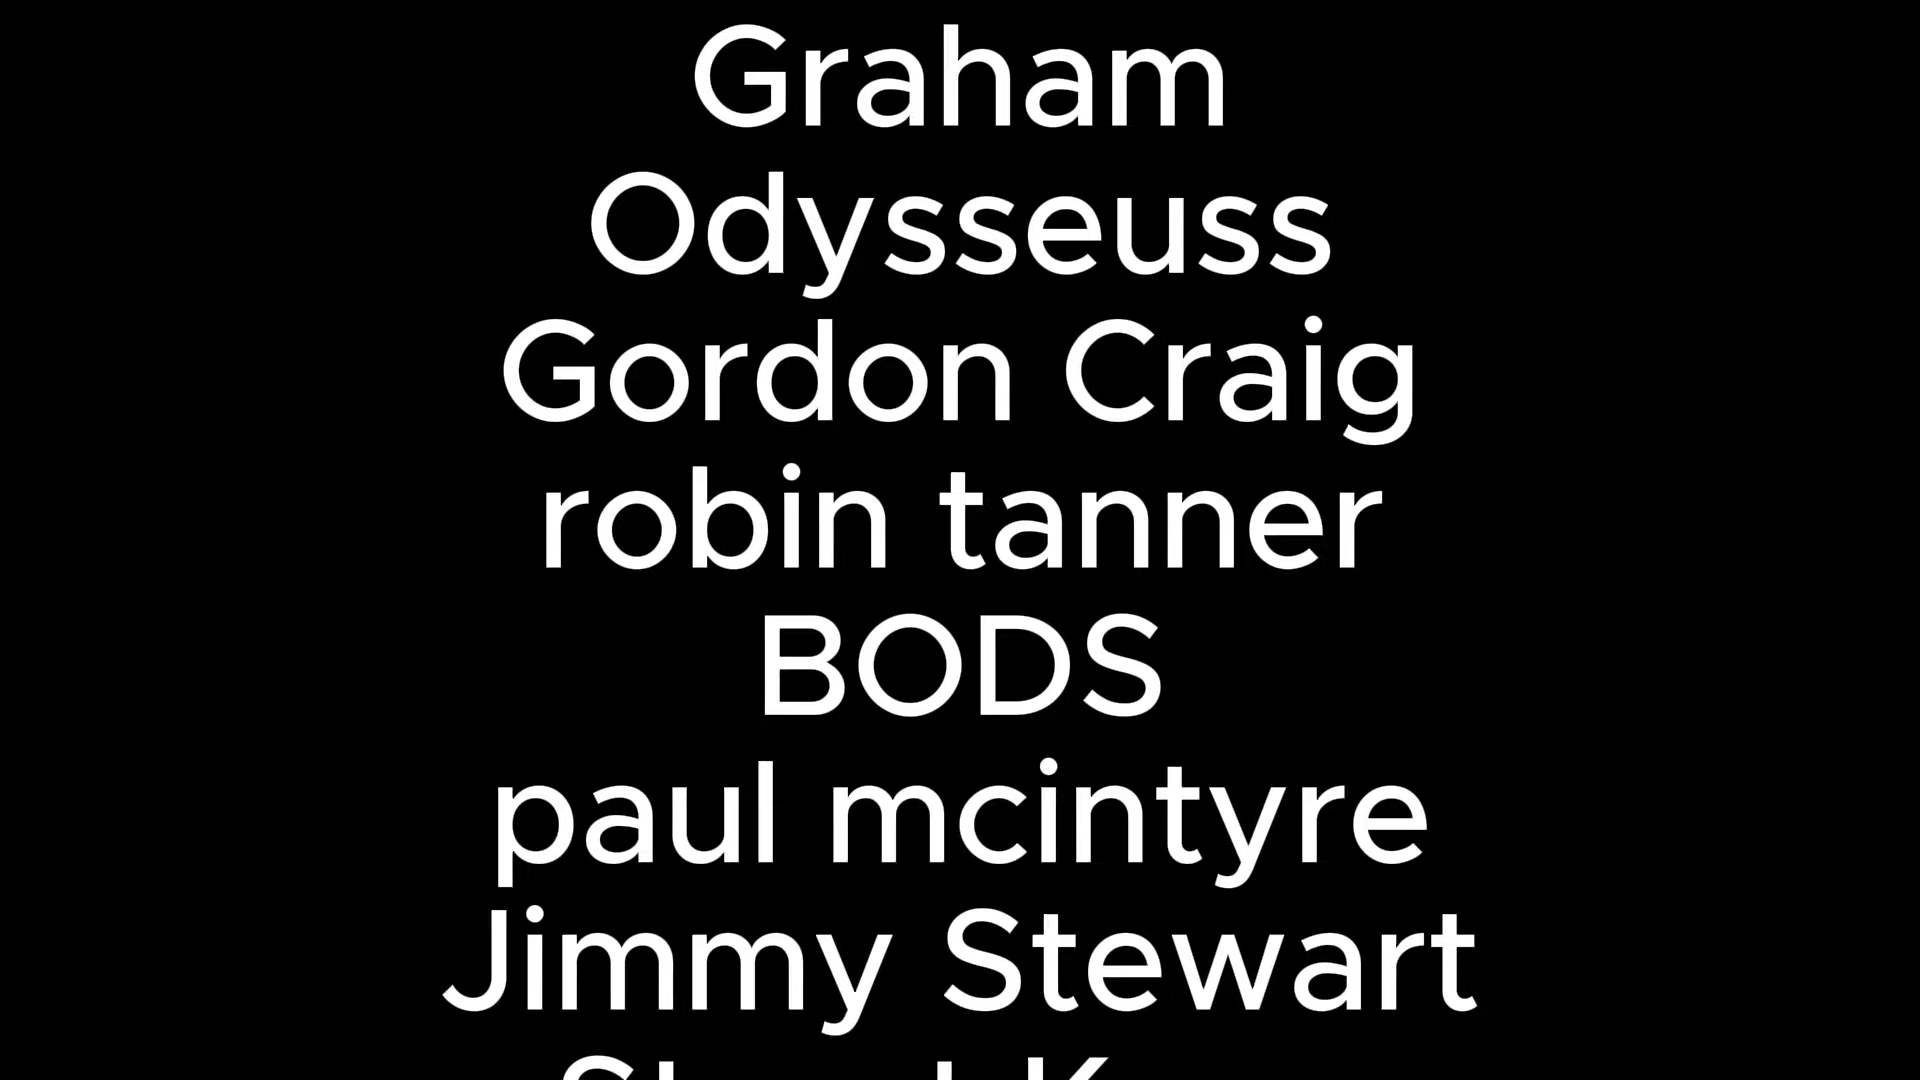 Graham
Odysseuss
Gordon Craig
robin tanner
BODS
paul mcintyre
Jimmy Stewart